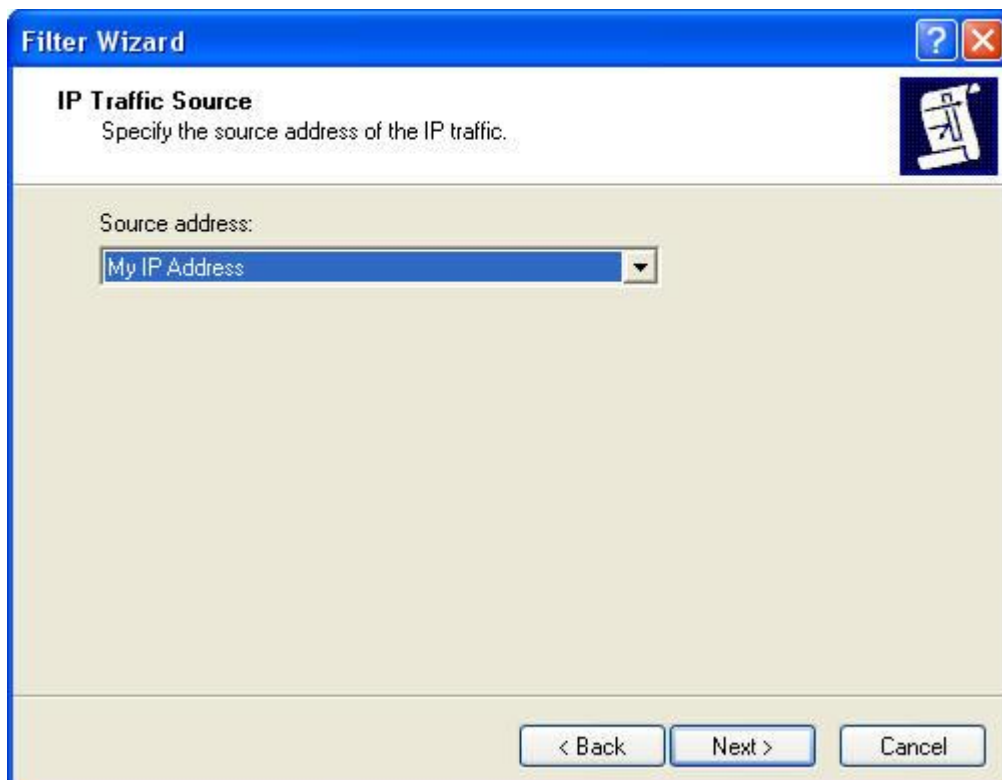 Filter Wizard
IP Traffic Source
Specify the source address of the IP traffic.
Source address:
My IP Address
< Back
Next >
Cancel